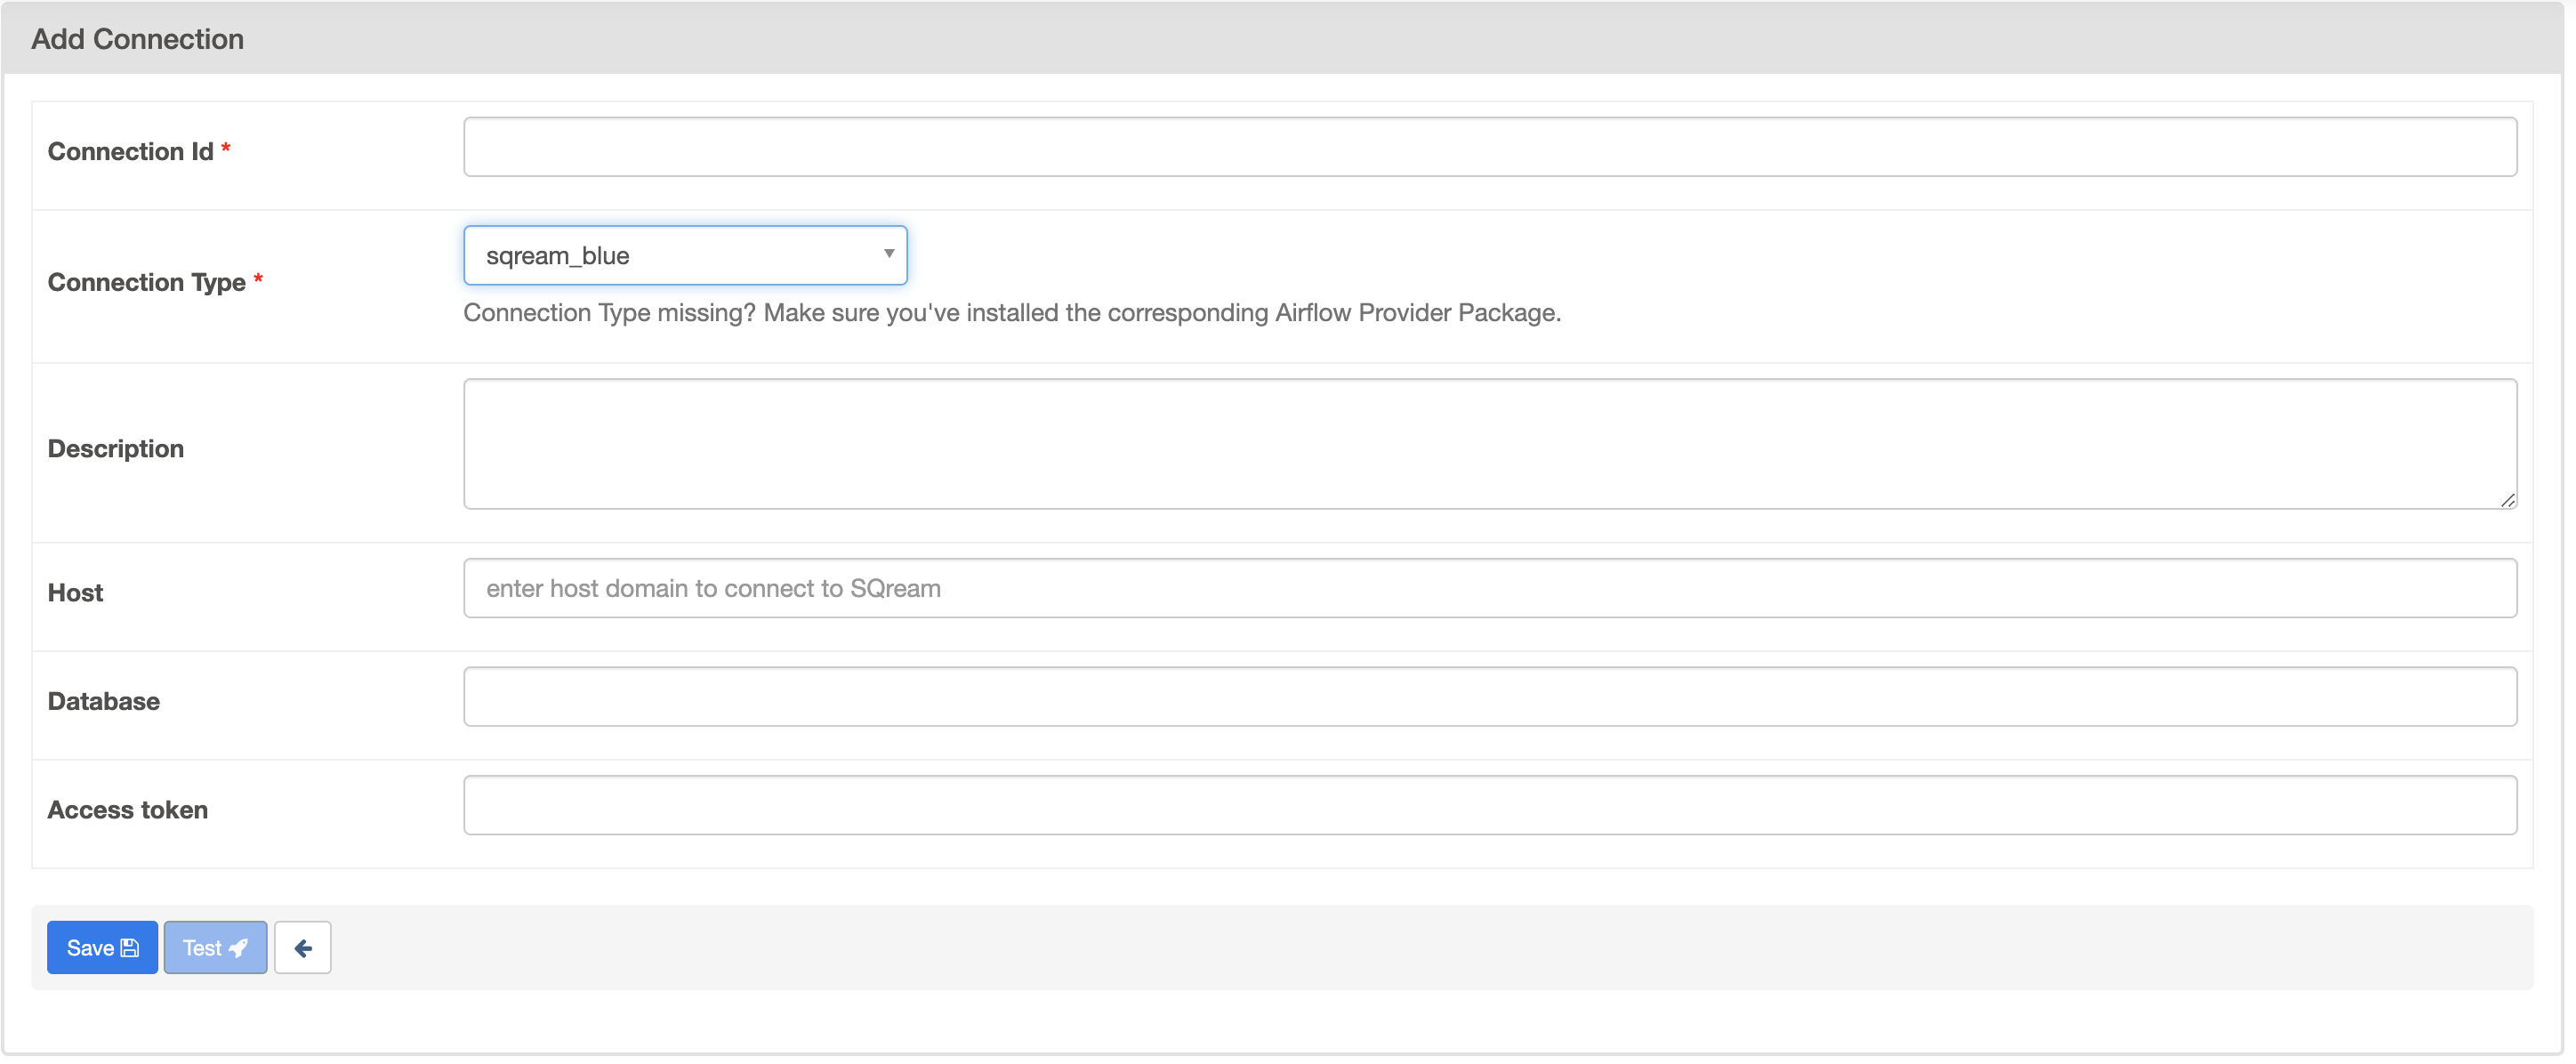 Add Connection
Connection Id *
Connection Type *
sqream_blue
Connection Type missing? Make sure you've installed the corresponding Airflow Provider Package.
Description
Host
enter host domain to connect to SQream
Database
Access token
Save
Test